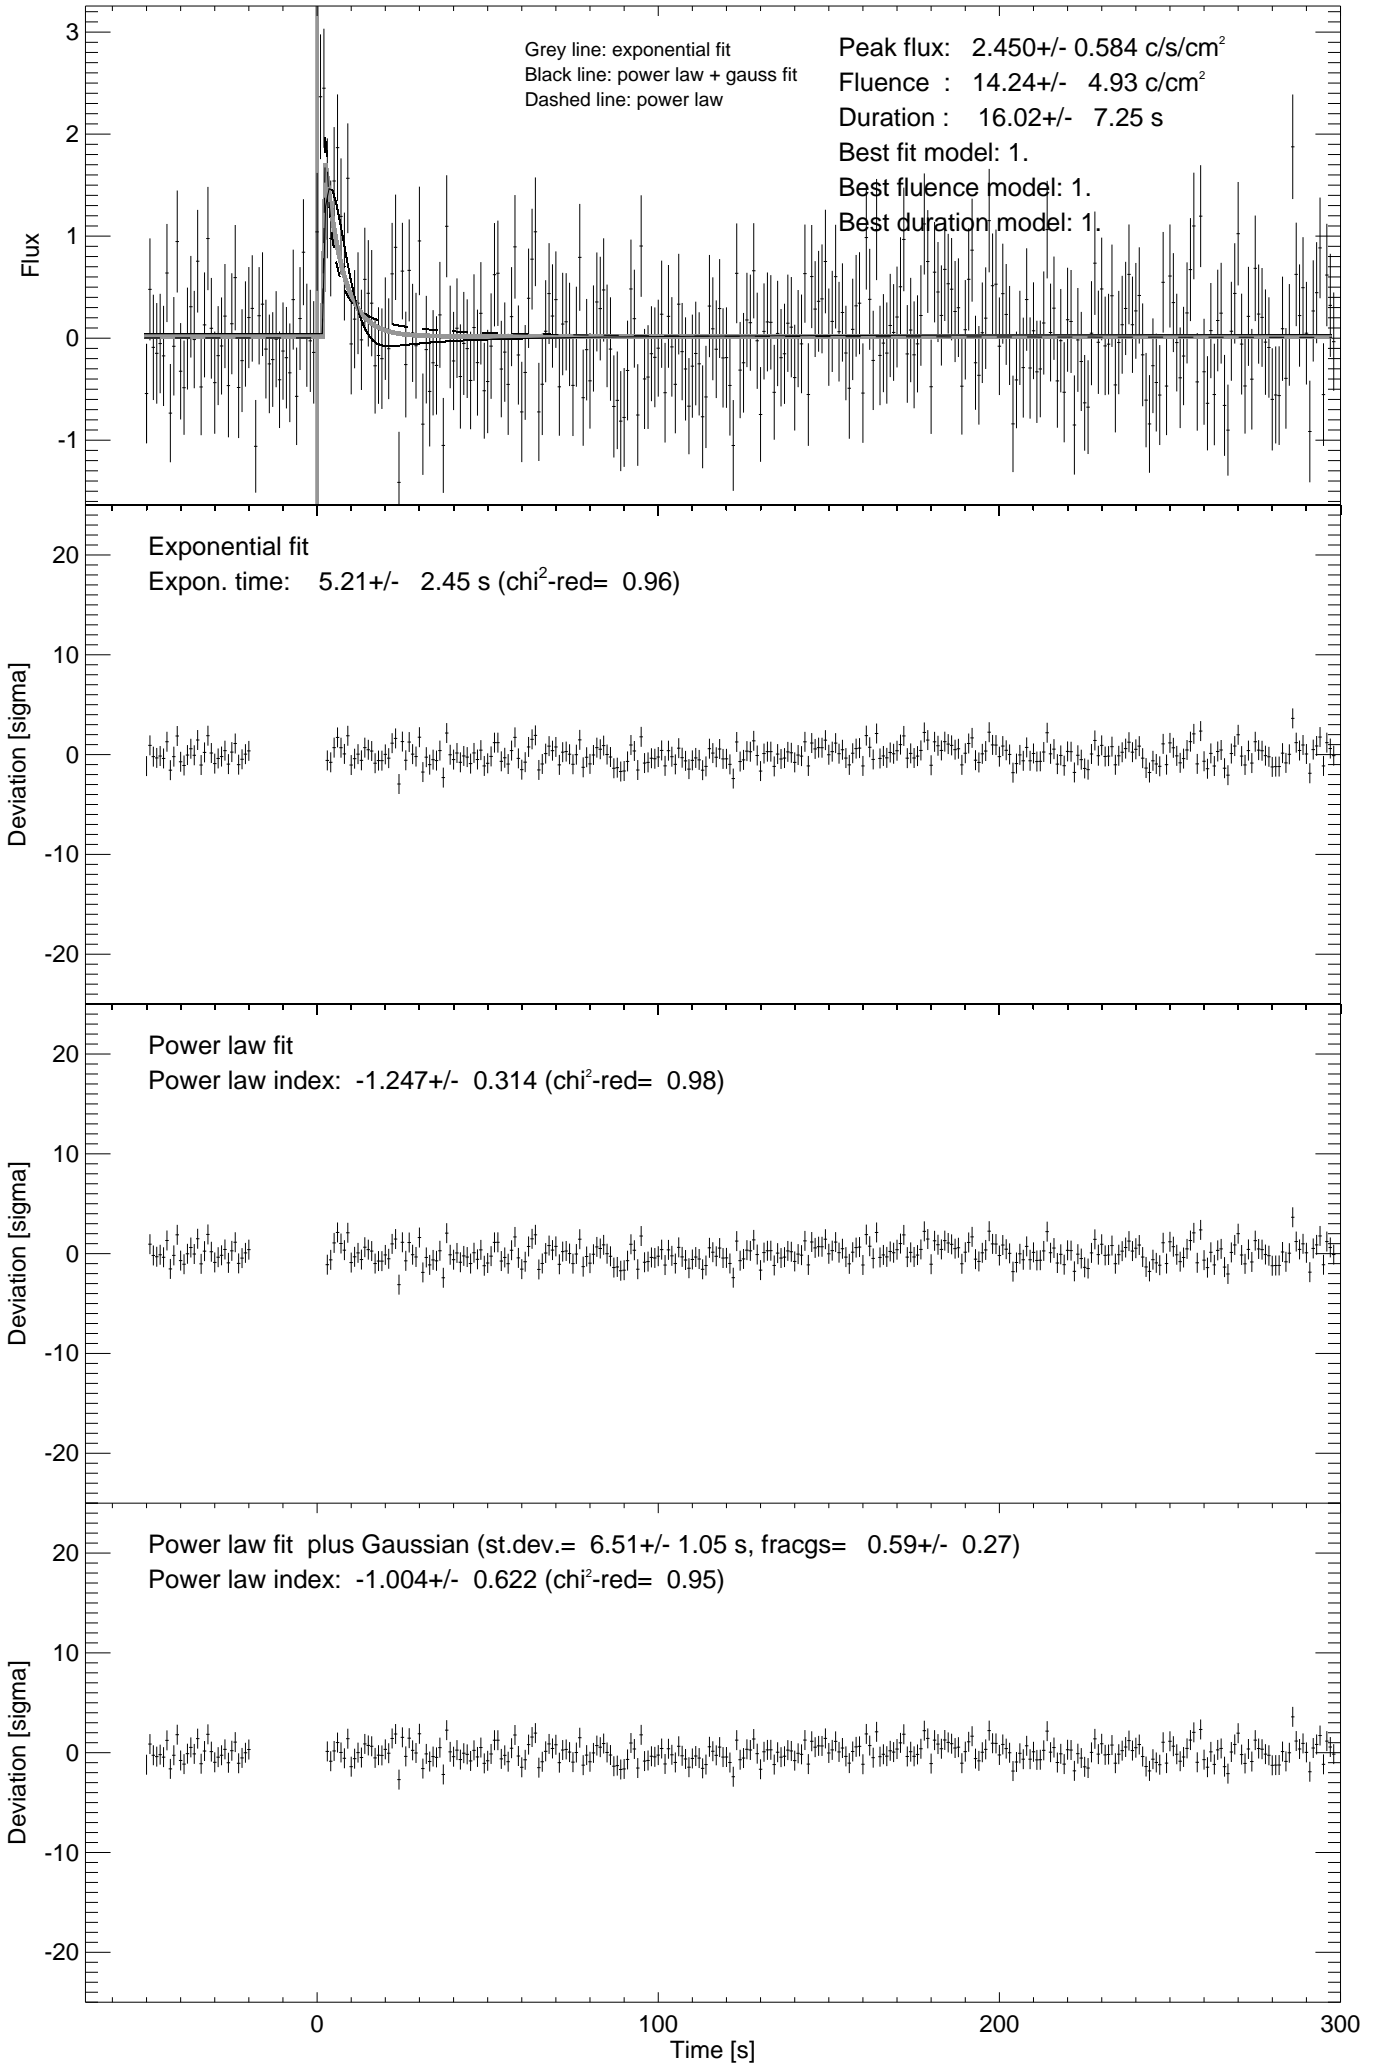 Grey line: exponential fit
Black line: power law + gauss fit
Dashed line: power law
Peak flux: 2.450+/- 0.584 c/s/cm²
Fluence : 14.24+/- 4.93 c/cm²
Duration : 16.02+/- 7.25 s
Best fit model: 1.
Best fluence model: 1.
Best duration model: 1.
3
2
1
0
-1
Flux
Exponential fit
Expon. time: 5.21+/- 2.45 s (chi²-red= 0.96)
20
10
0
-10
-20
Deviation [sigma]
Power law fit
Power law index: -1.247+/- 0.314 (chi²-red= 0.98)
20
10
0
-10
-20
Deviation [sigma]
Power law fit plus Gaussian (st.dev.= 6.51+/- 1.05 s, fracgs= 0.59+/- 0.27)
Power law index: -1.004+/- 0.622 (chi²-red= 0.95)
20
10
0
-10
-20
Deviation [sigma]
0 100 200 300
Time [s]